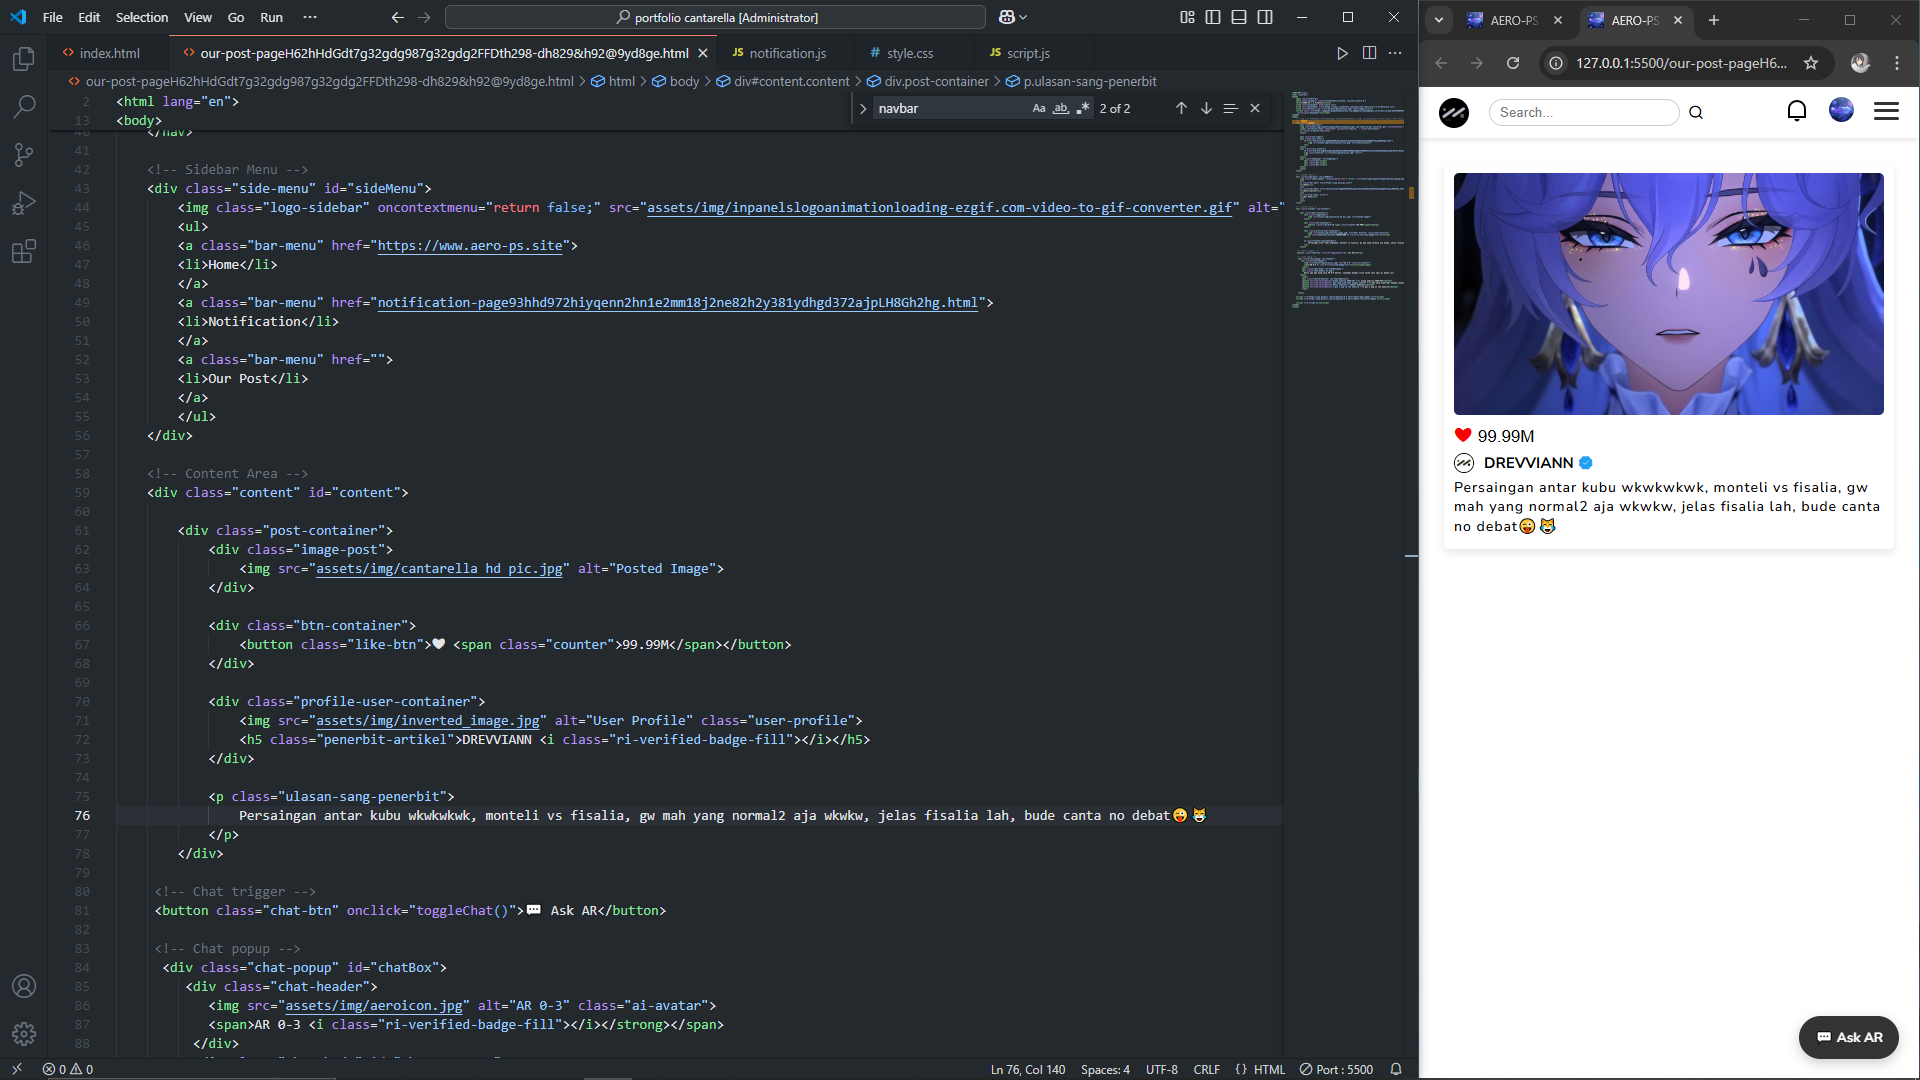 File Edit Selection View Go Run ··· portfolio cantarella [Administrator]
index.html our-post-pageH62hHdGdt7g32gdg987g32gdg2FFDth298-dh829&h92@9yd8ge.html JS notification.js # style.css JS script.js
our-post-pageH62hHdGdt7g32gdg987g32gdg2FFDth298-dh829&h92@9yd8ge.html > html > body > div#content.content > div.post-container > p.ulasan-sang-penerbit
navbar Aa ab 2 of 2
2 <html lang="en">
13 <body>
40 </nav>
41
42 <!-- Sidebar Menu -->
43 <div class="side-menu" id="sideMenu">
44 <img class="logo-sidebar" oncontextmenu="return false;" src="assets/img/inpanelslogoanimationloading-ezgif.com-video-to-gif-converter.gif" alt="
45 <ul>
46 <a class="bar-menu" href="https://www.aero-ps.site">
47 <li>Home</li>
48 </a>
49 <a class="bar-menu" href="notification-page93hhd972hiyqenn2hn1e2mm18j2ne82h2y381ydhgd372ajpLH8Gh2hg.html">
50 <li>Notification</li>
51 </a>
52 <a class="bar-menu" href="">
53 <li>Our Post</li>
54 </a>
55 </ul>
56 </div>
57
58 <!-- Content Area -->
59 <div class="content" id="content">
60
61 <div class="post-container">
62 <div class="image-post">
63 <img src="assets/img/cantarella hd pic.jpg" alt="Posted Image">
64 </div>
65
66 <div class="btn-container">
67 <button class="like-btn">🤍 <span class="counter">99.99M</span></button>
68 </div>
69
70 <div class="profile-user-container">
71 <img src="assets/img/inverted_image.jpg" alt="User Profile" class="user-profile">
72 <h5 class="penerbit-artikel">DREVVIANN <i class="ri-verified-badge-fill"></i></h5>
73 </div>
74
75 <p class="ulasan-sang-penerbit">
76 Persaingan antar kubu wkwkwkwk, monteli vs fisalia, gw mah yang normal2 aja wkwkw, jelas fisalia lah, bude canta no debat😜😹
77 </p>
78 </div>
79
80 <!-- Chat trigger -->
81 <button class="chat-btn" onclick="toggleChat()">💬 Ask AR</button>
82
83 <!-- Chat popup -->
84 <div class="chat-popup" id="chatBox">
85 <div class="chat-header">
86 <img src="assets/img/aeroicon.jpg" alt="AR 0-3" class="ai-avatar">
87 <span>AR 0-3 <i class="ri-verified-badge-fill"></i></strong></span>
88 </div>
0 0 Ln 76, Col 140 Spaces: 4 UTF-8 CRLF {} HTML Port : 5500
AERO-PS AERO-PS
127.0.0.1:5500/our-post-pageH6...
Search...
❤ 99.99M
DREVVIANN
Persaingan antar kubu wkwkwkwk, monteli vs fisalia, gw
mah yang normal2 aja wkwkw, jelas fisalia lah, bude canta
no debat😜😹
💬 Ask AR